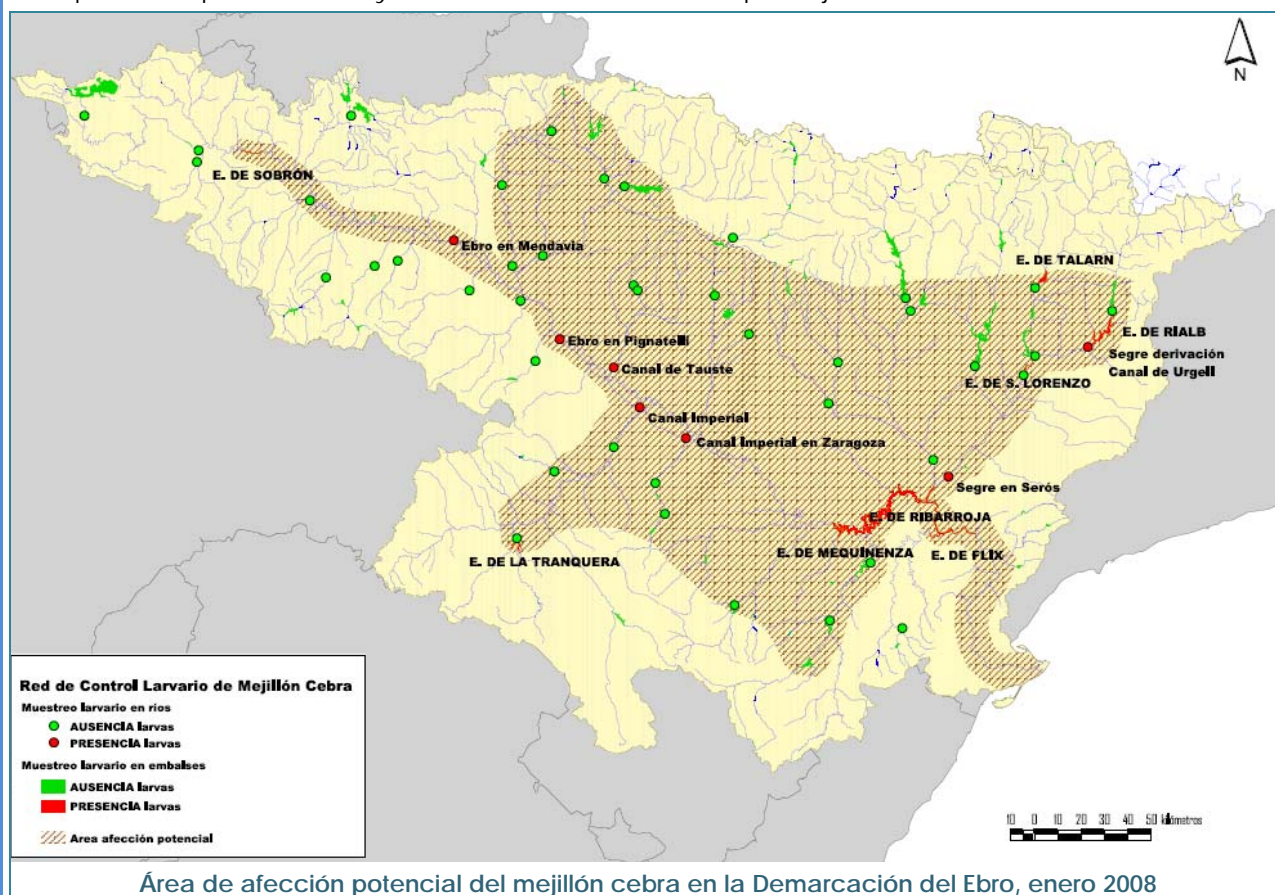 N
E. DE SOBRÓN
Ebro en Mendavia
E. DE TALARN
E. DE RIALB
Ebro en Pignatelli
Segre derivación
Canal de Urgell
Canal de Tauste
E. DE S. LORENZO
Canal Imperial
Canal Imperial en Zaragoza
Segre en Serós
E. DE RIBARROJA
E. DE MEQUINENZA
E. DE FLIX
E. DE LA TRANQUERA
Red de Control Larvario de Mejillón Cebra
Muestreo larvario en ríos
AUSENCIA larvas
PRESENCIA larvas
Muestreo larvario en embalses
AUSENCIA larvas
PRESENCIA larvas
Area afección potencial
10 0 10 20 30 40 50 kilómetros
Área de afección potencial del mejillón cebra en la Demarcación del Ebro, enero 2008